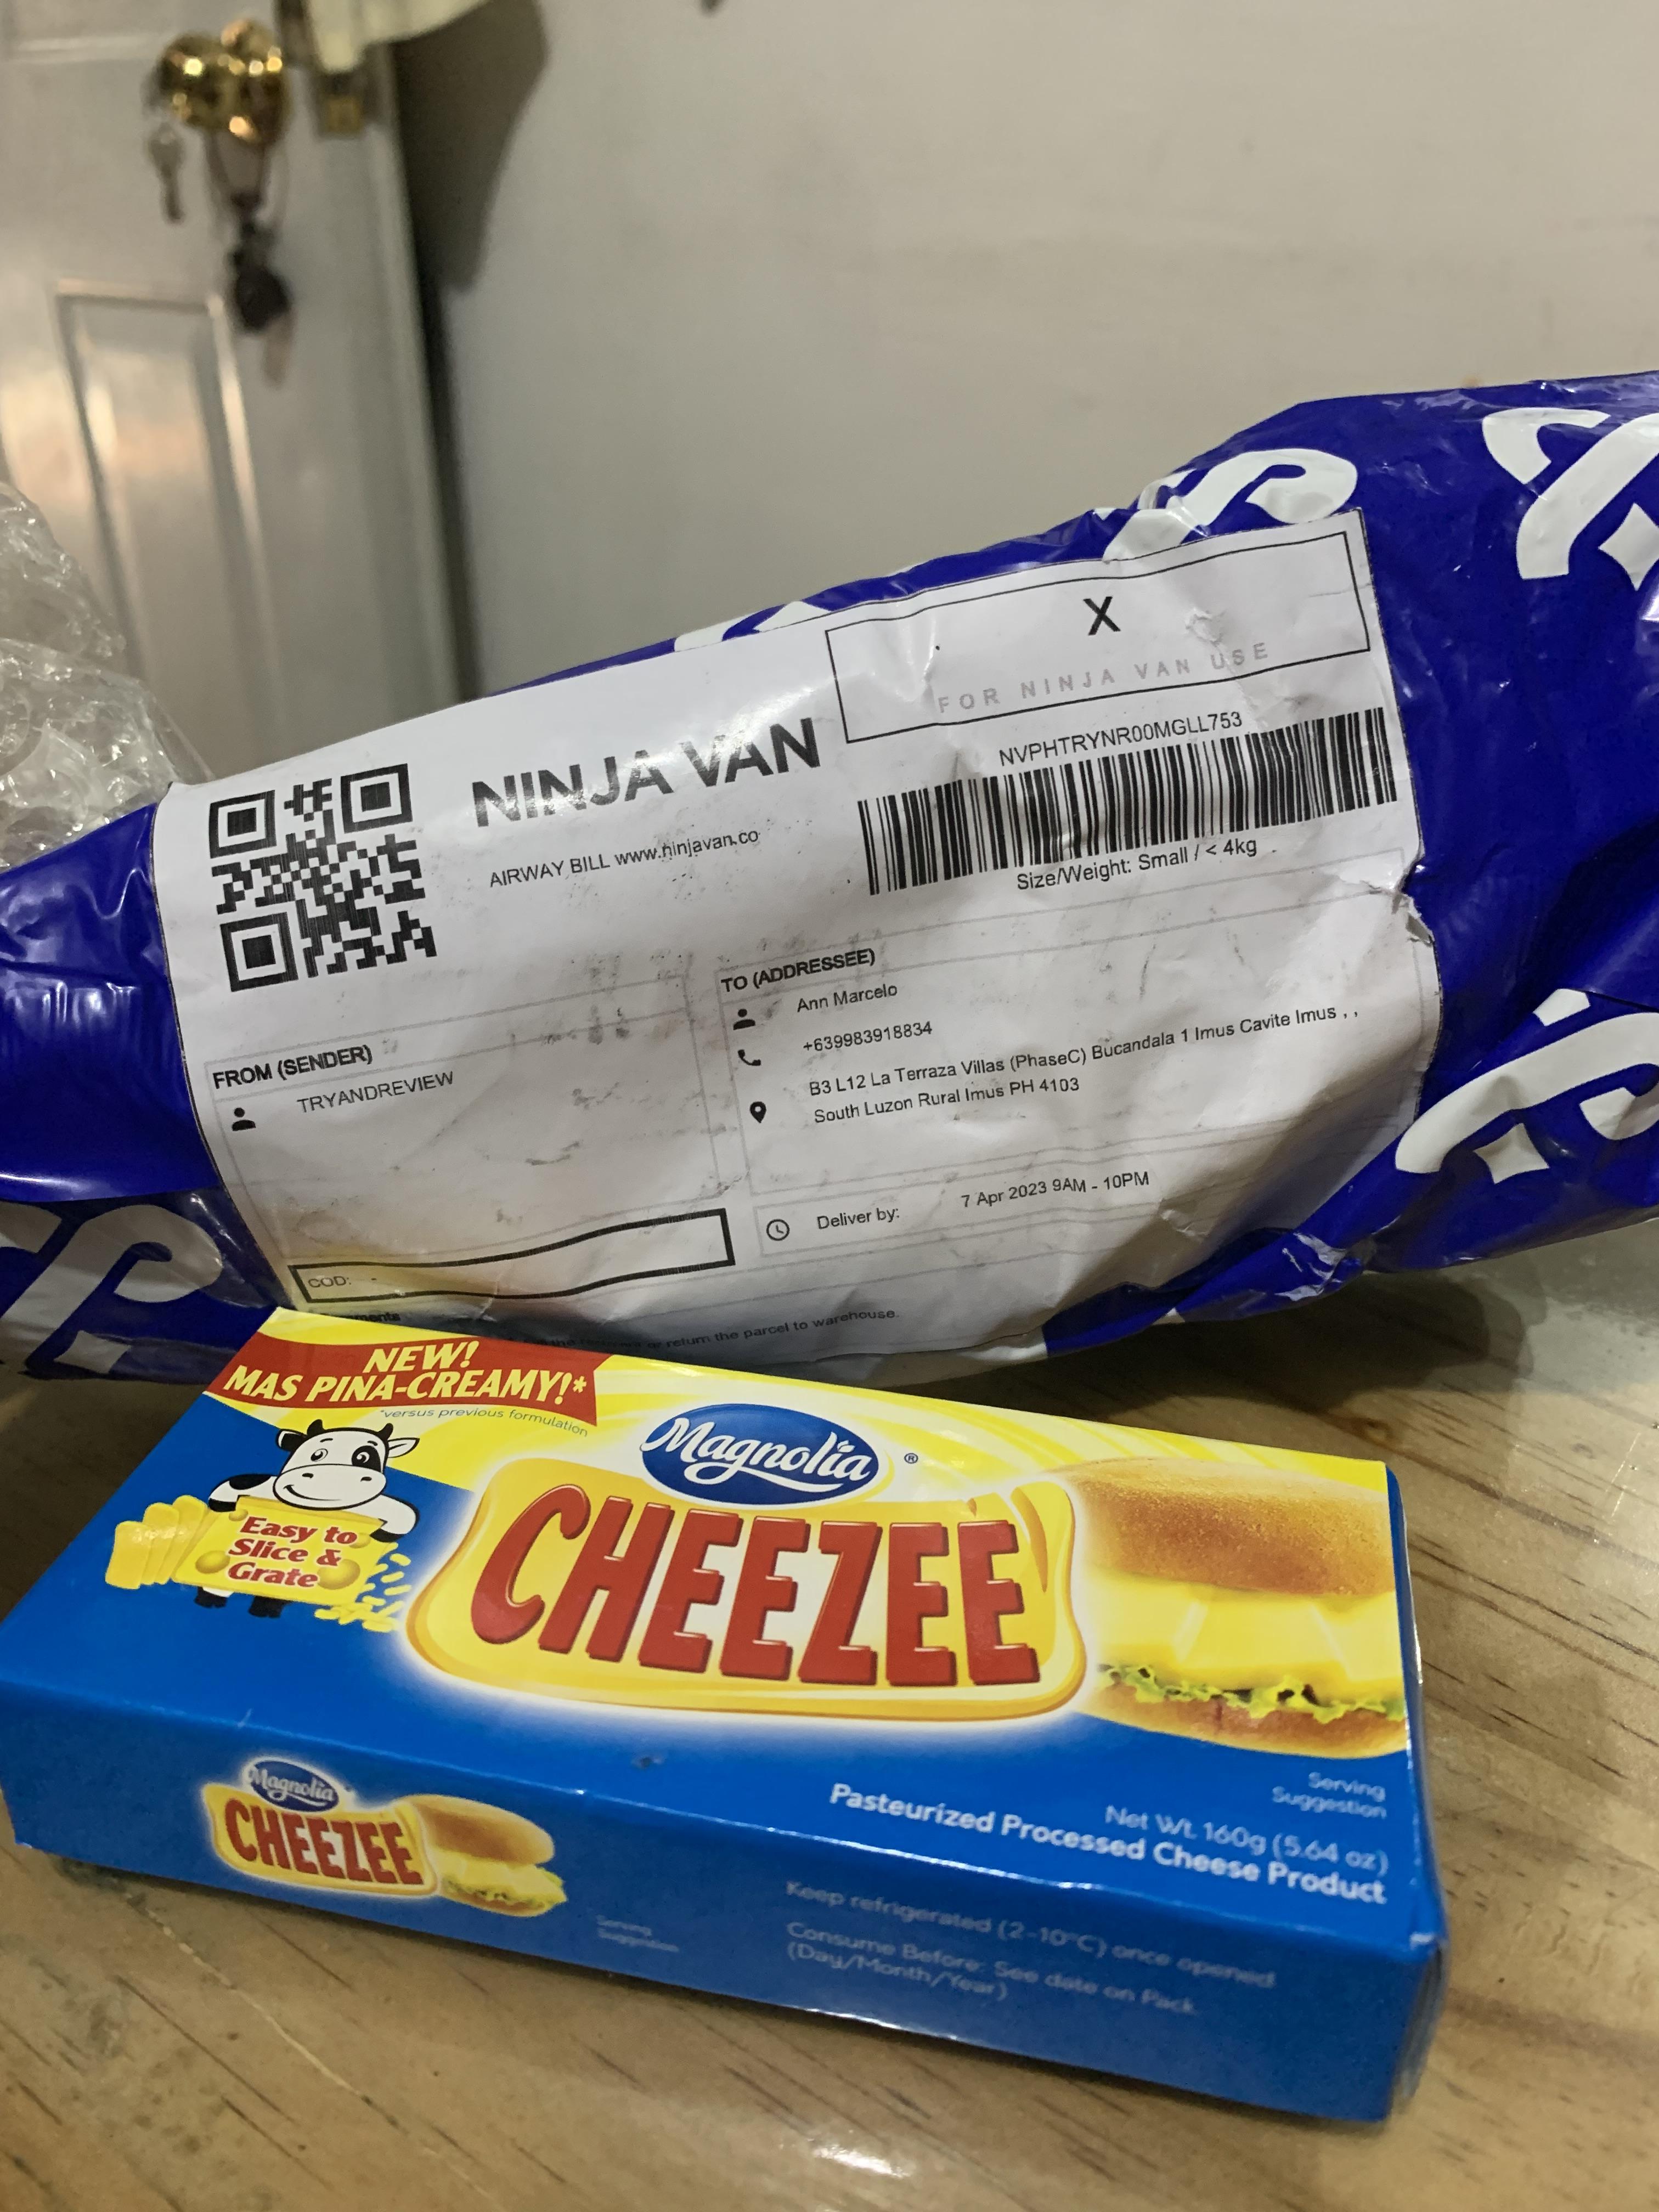 X
FOR NINJA VAN USE
NINJA VAN
AIRWAY BILL www.ninjavan.co
NVPHTRYNR00MGLL753
Size/Weight: Small / < 4kg
FROM (SENDER)
TRYANDREVIEW
TO (ADDRESSEE)
Ann Marcelo
+639983918834
B3 L12 La Terraza Villas (PhaseC) Bucandala 1 Imus Cavite Imus , ,
South Luzon Rural Imus PH 4103
Deliver by: 7 Apr 2023 9AM - 10PM
COD: -
return the parcel to warehouse.
NEW!
MAS PINA-CREAMY!*
*versus previous formulation
Magnolia ®
CHEEZEE
Easy to
Slice &
Grate
Serving
Suggestion
Net Wt. 160g (5.64 oz)
Pasteurized Processed Cheese Product
Magnolia
CHEEZEE
Serving
Suggestion
Keep refrigerated (2-10°C) once opened
Consume Before: See date on Pack
(Day/Month/Year)